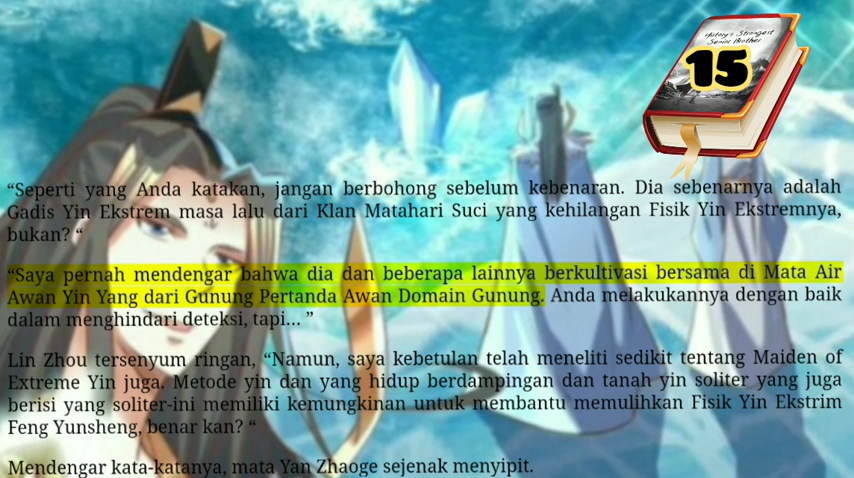 History's Strongest
Senior Brother
15
“Seperti yang Anda katakan, jangan berbohong sebelum kebenaran. Dia sebenarnya adalah
Gadis Yin Ekstrem masa lalu dari Klan Matahari Suci yang kehilangan Fisik Yin Ekstremnya,
bukan? “
“Saya pernah mendengar bahwa dia dan beberapa lainnya berkultivasi bersama di Mata Air
Awan Yin Yang dari Gunung Pertanda Awan Domain Gunung. Anda melakukannya dengan baik
dalam menghindari deteksi, tapi... ”
Lin Zhou tersenyum ringan, “Namun, saya kebetulan telah meneliti sedikit tentang Maiden of
Extreme Yin juga. Metode yin dan yang hidup berdampingan dan tanah yin soliter yang juga
berisi yang soliter-ini memiliki kemungkinan untuk membantu memulihkan Fisik Yin Ekstrim
Feng Yunsheng, benar kan? “
Mendengar kata-katanya, mata Yan Zhaoge sejenak menyipit.